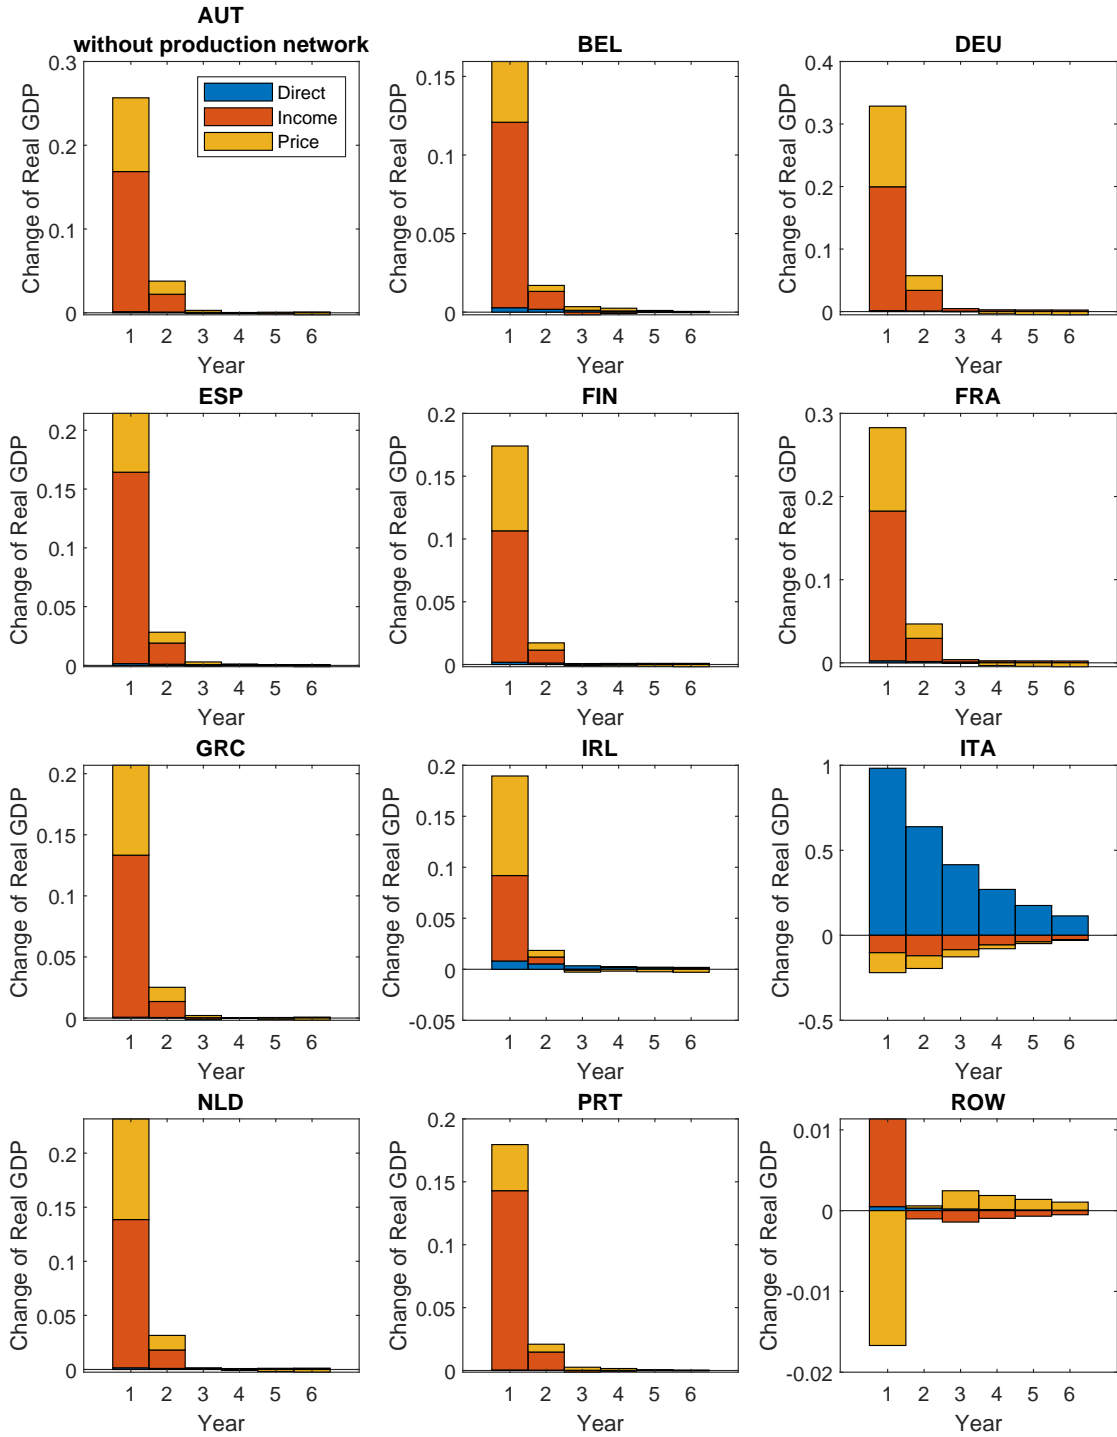 AUT
without production network
0.3
0.2
0.1
0
Change of Real GDP
Direct
Income
Price
1 2 3 4 5 6
Year
BEL
0.15
0.1
0.05
0
Change of Real GDP
1 2 3 4 5 6
Year
DEU
0.4
0.3
0.2
0.1
0
Change of Real GDP
1 2 3 4 5 6
Year
ESP
0.2
0.15
0.1
0.05
0
Change of Real GDP
1 2 3 4 5 6
Year
FIN
0.2
0.15
0.1
0.05
0
Change of Real GDP
1 2 3 4 5 6
Year
FRA
0.3
0.2
0.1
0
Change of Real GDP
1 2 3 4 5 6
Year
GRC
0.2
0.15
0.1
0.05
0
Change of Real GDP
1 2 3 4 5 6
Year
IRL
0.2
0.15
0.1
0.05
0
-0.05
Change of Real GDP
1 2 3 4 5 6
Year
ITA
1
0.5
0
-0.5
Change of Real GDP
1 2 3 4 5 6
Year
NLD
0.2
0.15
0.1
0.05
0
Change of Real GDP
1 2 3 4 5 6
Year
PRT
0.2
0.15
0.1
0.05
0
Change of Real GDP
1 2 3 4 5 6
Year
ROW
0.01
0
-0.01
-0.02
Change of Real GDP
1 2 3 4 5 6
Year